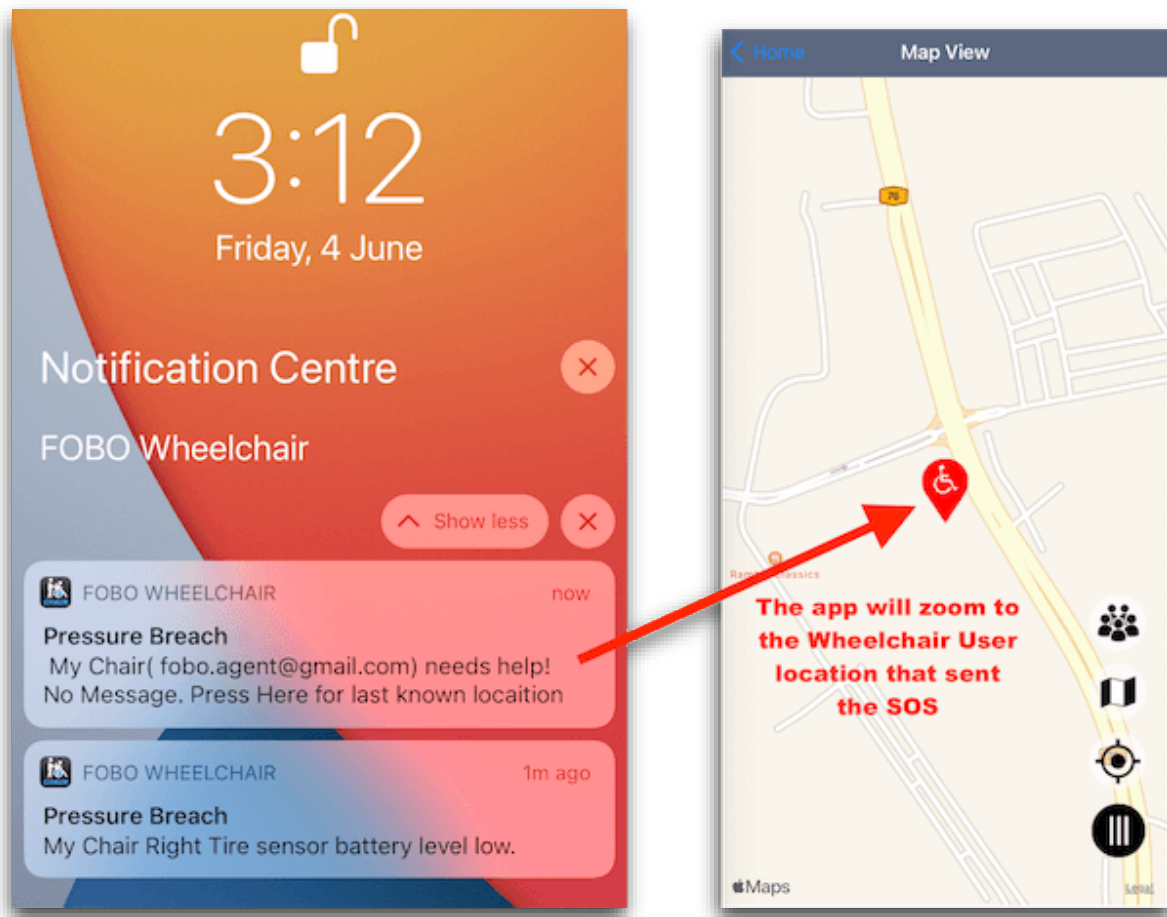 3:12
Friday, 4 June
Notification Centre
FOBO Wheelchair
Show less
FOBO WHEELCHAIR
now
Pressure Breach
My Chair( fobo.agent@gmail.com) needs help!
No Message. Press Here for last known locaition
FOBO WHEELCHAIR
1m ago
Pressure Breach
My Chair Right Tire sensor battery level low.
Home
Map View
76
Classics
The app will zoom to
the Wheelchair User
location that sent
the SOS
Maps
Legal